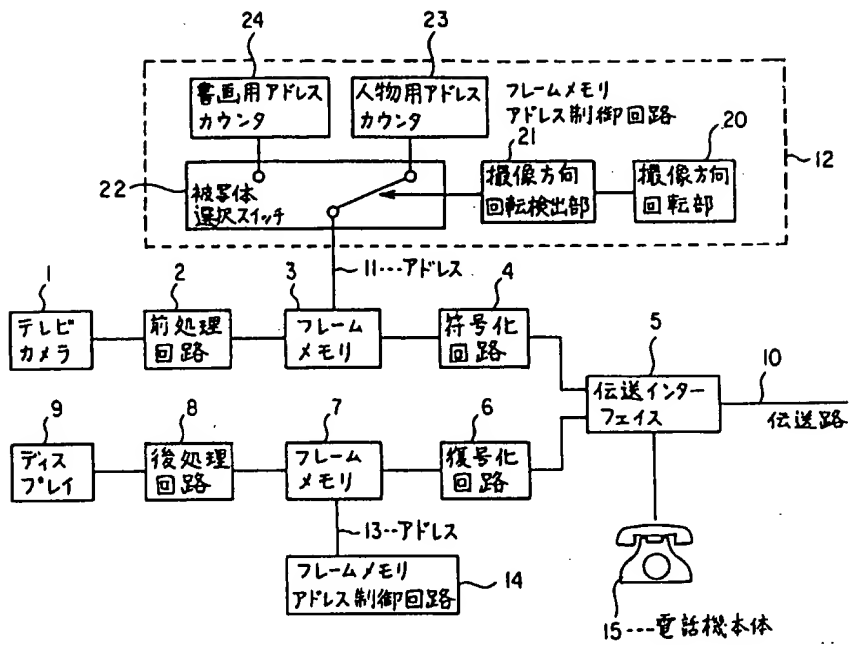 24
23
書画用アドレス
カウンタ
人物用アドレス
カウンタ
フレームメモリ
アドレス制御回路
21
20
12
22
被写体
選択スイッチ
撮像方向
回転検出部
撮像方向
回転部
11…アドレス
1
2
3
4
テレビ
カメラ
前処理
回路
フレーム
メモリ
符号化
回路
5
伝送インター
フェイス
10
伝送路
9
8
7
6
ディス
プレイ
後処理
回路
フレーム
メモリ
復号化
回路
13…アドレス
フレームメモリ
アドレス制御回路
14
15…電話機本体